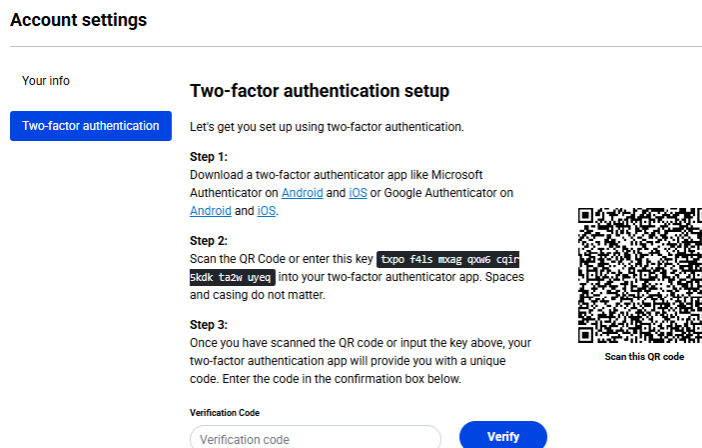 Account settings
Your info
Two-factor authentication
Two-factor authentication setup
Let's get you set up using two-factor authentication.
Step 1:
Download a two-factor authenticator app like Microsoft
Authenticator on Android and iOS or Google Authenticator on
Android and iOS.
Step 2:
Scan the QR Code or enter this key txpo f4ls mxag qxw6 cqir
5kdk ta2w uyeq into your two-factor authenticator app. Spaces
and casing do not matter.
Step 3:
Once you have scanned the QR code or input the key above, your
two-factor authentication app will provide you with a unique
code. Enter the code in the confirmation box below.
Scan this QR code
Verification Code
Verification code
Verify